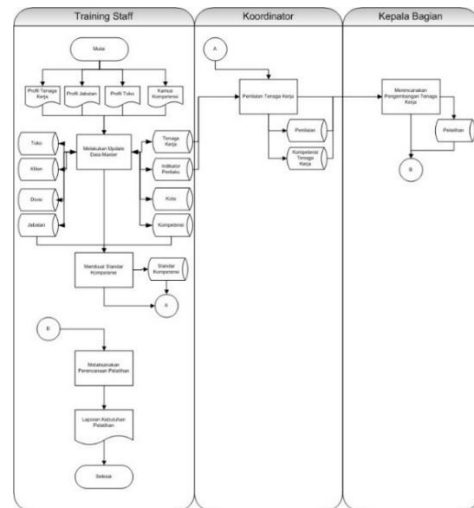 Training Staff
Koordinator
Kepala Bagian
Mulai
Profil Tenaga
Kerja
Profil Jabatan
Profil Toko
Kamus
Kompetensi
Toko
Klien
Divisi
Jabatan
Melakukan Update
Data Master
Tenaga
Kerja
Indikator
Perilaku
Kota
Kompetensi
Membuat Standar
Kompetensi
Standar
Kompetensi
A
B
Melaksanakan
Perencanaan Pelatihan
Laporan Kebutuhan
Pelatihan
Selesai
A
Penilaian Tenaga Kerja
Penilaian
Kompetensi
Tenaga Kerja
Merencanakan
Pengembangan Tenaga
Kerja
Pelatihan
B